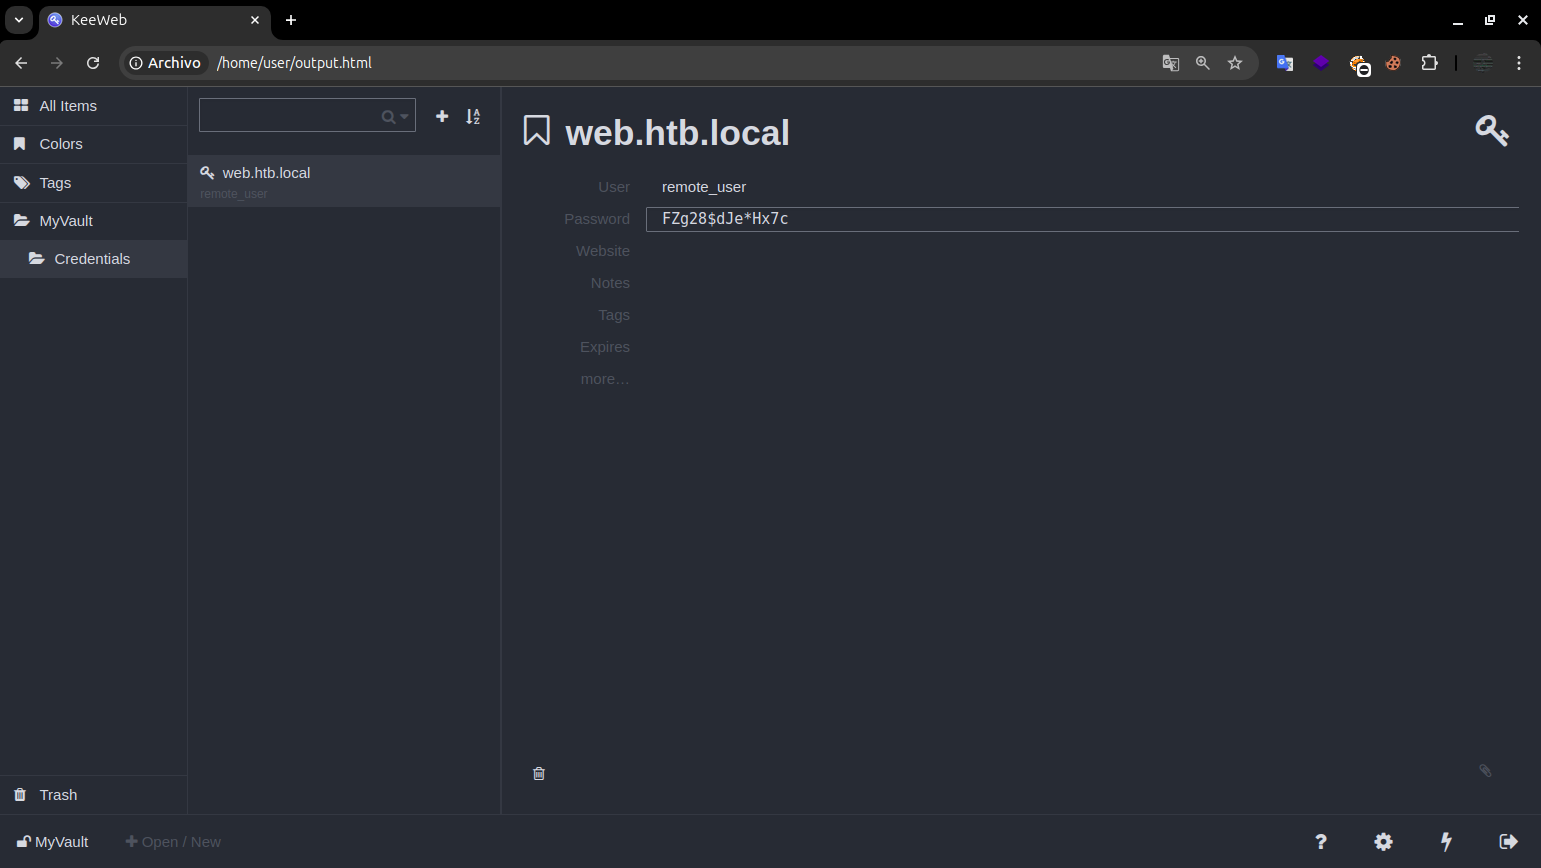 KeeWeb
Archivo /home/user/output.html
All Items
Colors
Tags
MyVault
Credentials
Trash
A
Z
web.htb.local
remote_user
web.htb.local
User remote_user
Password FZg28$dJe*Hx7c
Website
Notes
Tags
Expires
more…
MyVault
Open / New
?